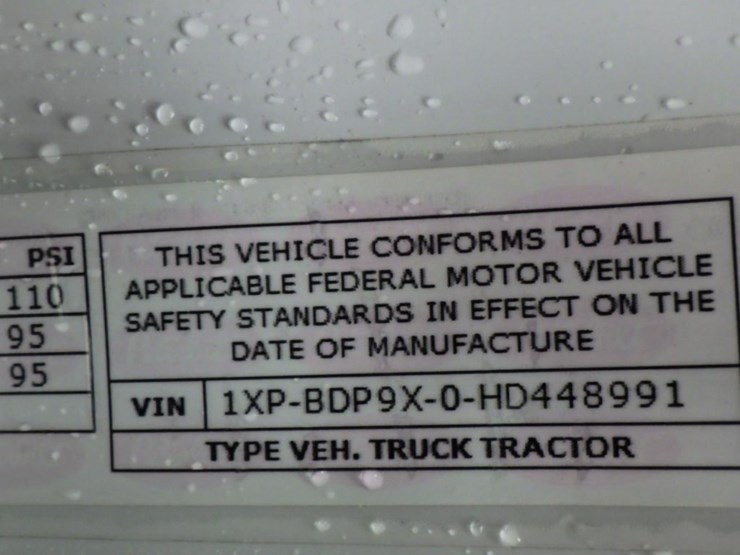 PSI
110
95
95
THIS VEHICLE CONFORMS TO ALL
APPLICABLE FEDERAL MOTOR VEHICLE
SAFETY STANDARDS IN EFFECT ON THE
DATE OF MANUFACTURE
VIN 1XP-BDP9X-0-HD448991
TYPE VEH. TRUCK TRACTOR